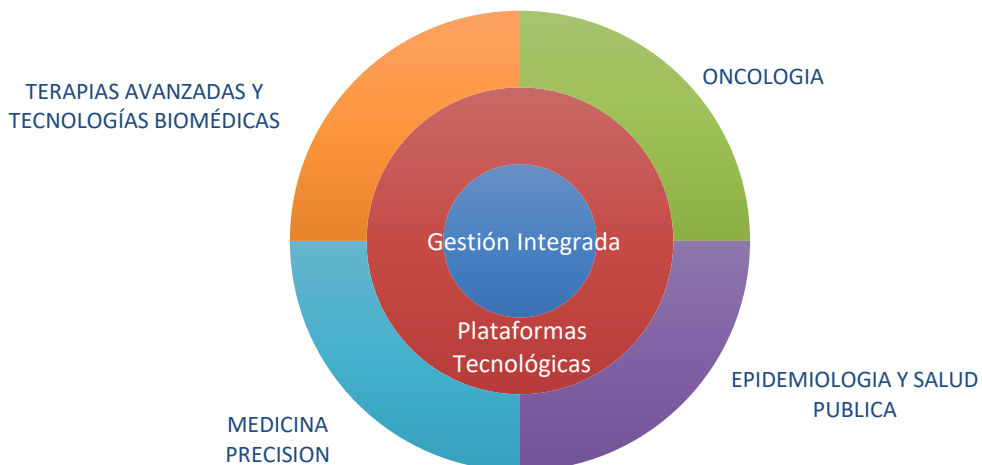 TERAPIAS AVANZADAS Y
TECNOLOGÍAS BIOMÉDICAS
ONCOLOGIA
Gestión Integrada
Plataformas
Tecnológicas
EPIDEMIOLOGIA Y SALUD
PUBLICA
MEDICINA
PRECISION